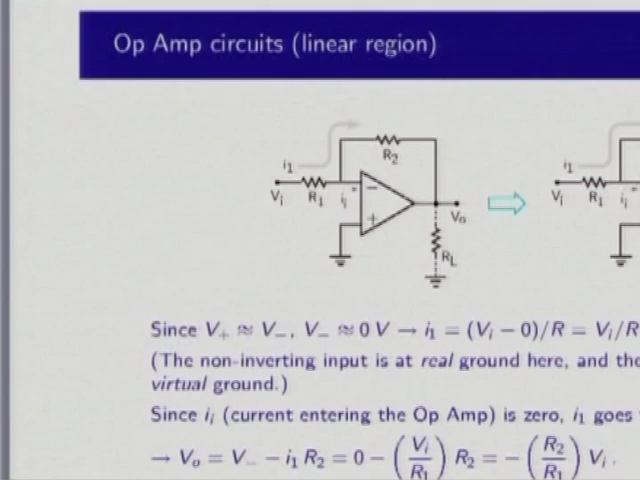 Op Amp circuits (linear region)
R₂
i₁
i₁
Vᵢ R₁ iᵢ⁻ −
Vᵢ R₁ iᵢ⁻
+ Vₒ
R_L
Since V₊ ≈ V₋, V₋ ≈ 0 V → i₁ = (Vᵢ − 0)/R = Vᵢ/R
(The non-inverting input is at real ground here, and the
virtual ground.)
Since iᵢ (current entering the Op Amp) is zero, i₁ goes
→ Vₒ = V₋ − i₁ R₂ = 0 − (Vᵢ/R₁) R₂ = −(R₂/R₁) Vᵢ.